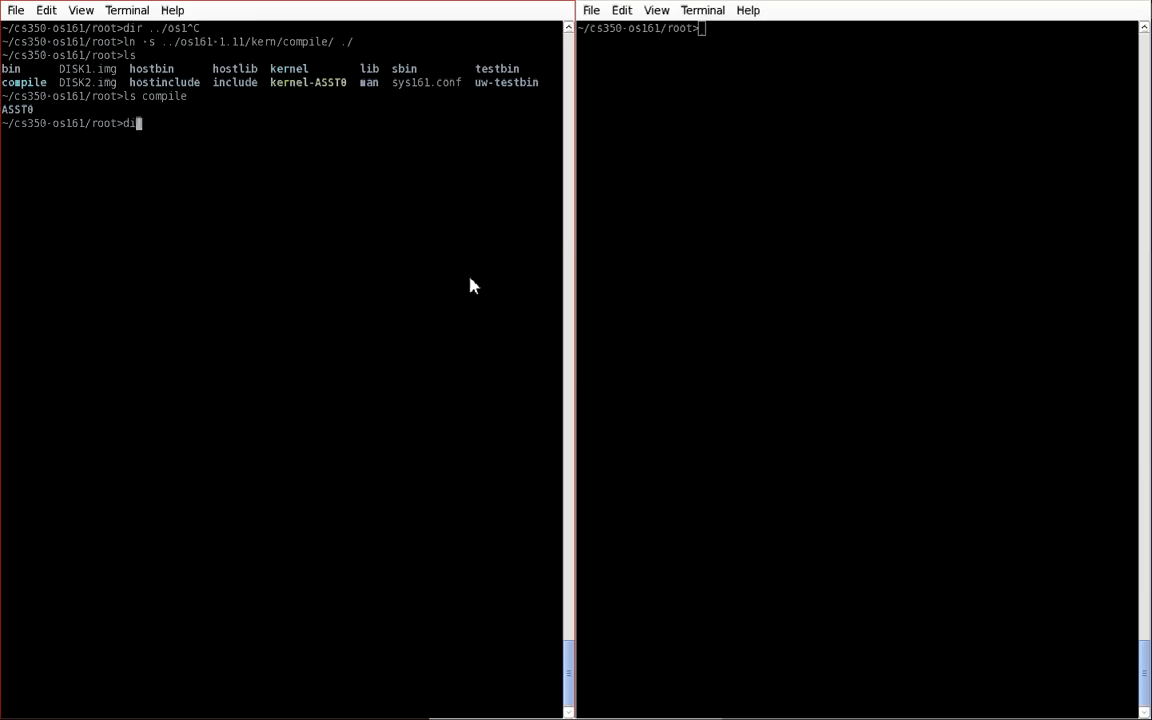 File Edit View Terminal Help
~/cs350-os161/root>dir ../os1^C
~/cs350-os161/root>ln -s ../os161-1.11/kern/compile/ ./
~/cs350-os161/root>ls
bin DISK1.img hostbin hostlib kernel lib sbin testbin
compile DISK2.img hostinclude include kernel-ASST0 man sys161.conf uw-testbin
~/cs350-os161/root>ls compile
ASST0
~/cs350-os161/root>di
File Edit View Terminal Help
~/cs350-os161/root>